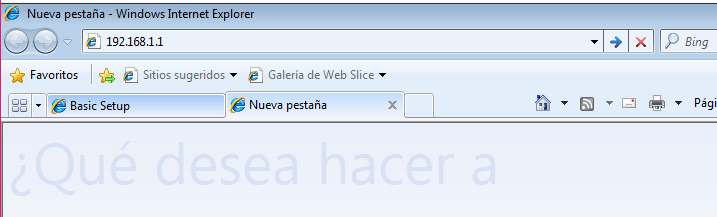 Nueva pestaña - Windows Internet Explorer
192.168.1.1
Bing
Favoritos
Sitios sugeridos
Galería de Web Slice
Basic Setup
Nueva pestaña
Pági
¿Qué desea hacer a